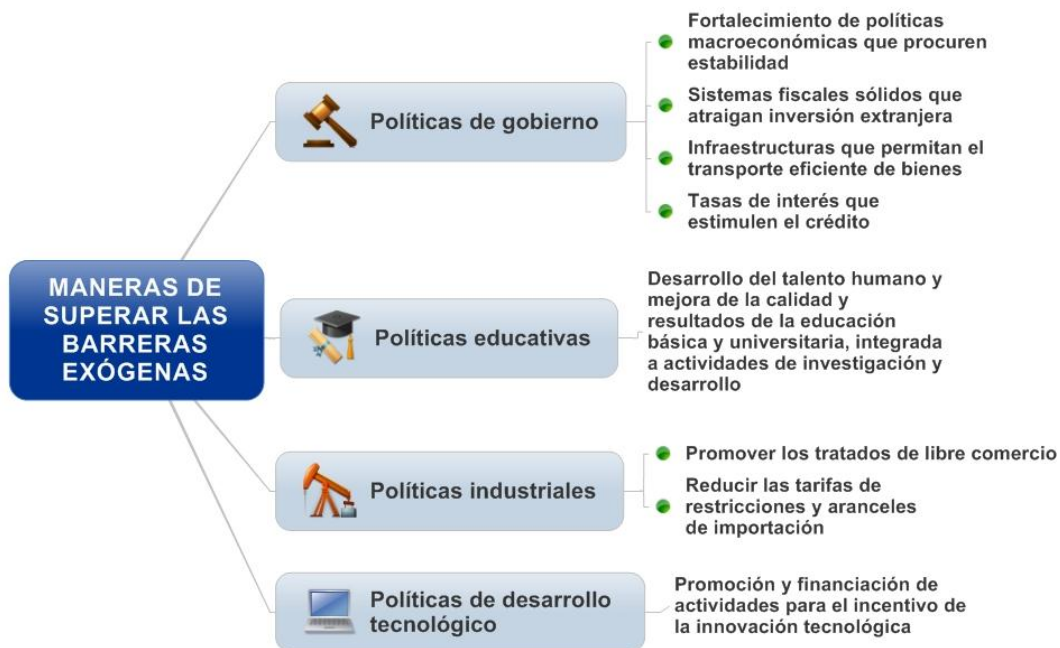 MANERAS DE
SUPERAR LAS
BARRERAS
EXÓGENAS
Políticas de gobierno
Fortalecimiento de políticas
macroeconómicas que procuren
estabilidad
Sistemas fiscales sólidos que
atraigan inversión extranjera
Infraestructuras que permitan el
transporte eficiente de bienes
Tasas de interés que
estimulen el crédito
Políticas educativas
Desarrollo del talento humano y
mejora de la calidad y
resultados de la educación
básica y universitaria, integrada
a actividades de investigación y
desarrollo
Políticas industriales
Promover los tratados de libre comercio
Reducir las tarifas de
restricciones y aranceles
de importación
Políticas de desarrollo
tecnológico
Promoción y financiación de
actividades para el incentivo de
la innovación tecnológica